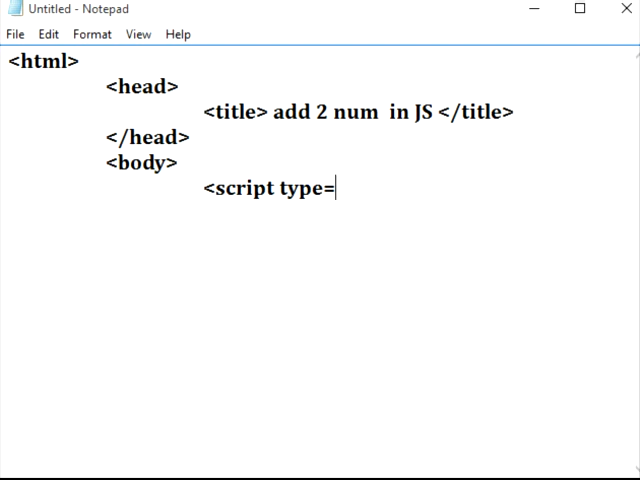 Untitled - Notepad
File Edit Format View Help
<html>
<head>
<title> add 2 num  in JS </title>
</head>
<body>
<script type=